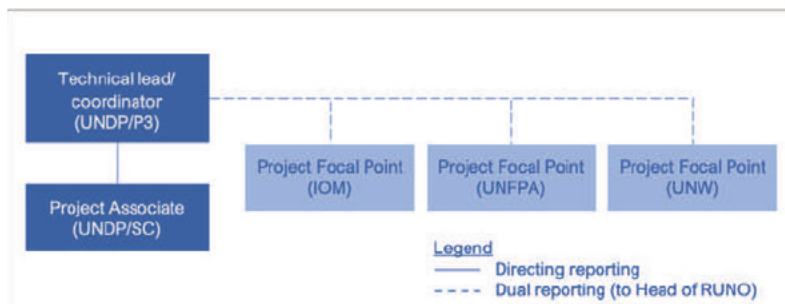 Technical lead/
coordinator
(UNDP/P3)
Project Focal Point
(IOM)
Project Focal Point
(UNFPA)
Project Focal Point
(UNW)
Project Associate
(UNDP/SC)
Legend
Directing reporting
Dual reporting (to Head of RUNO)